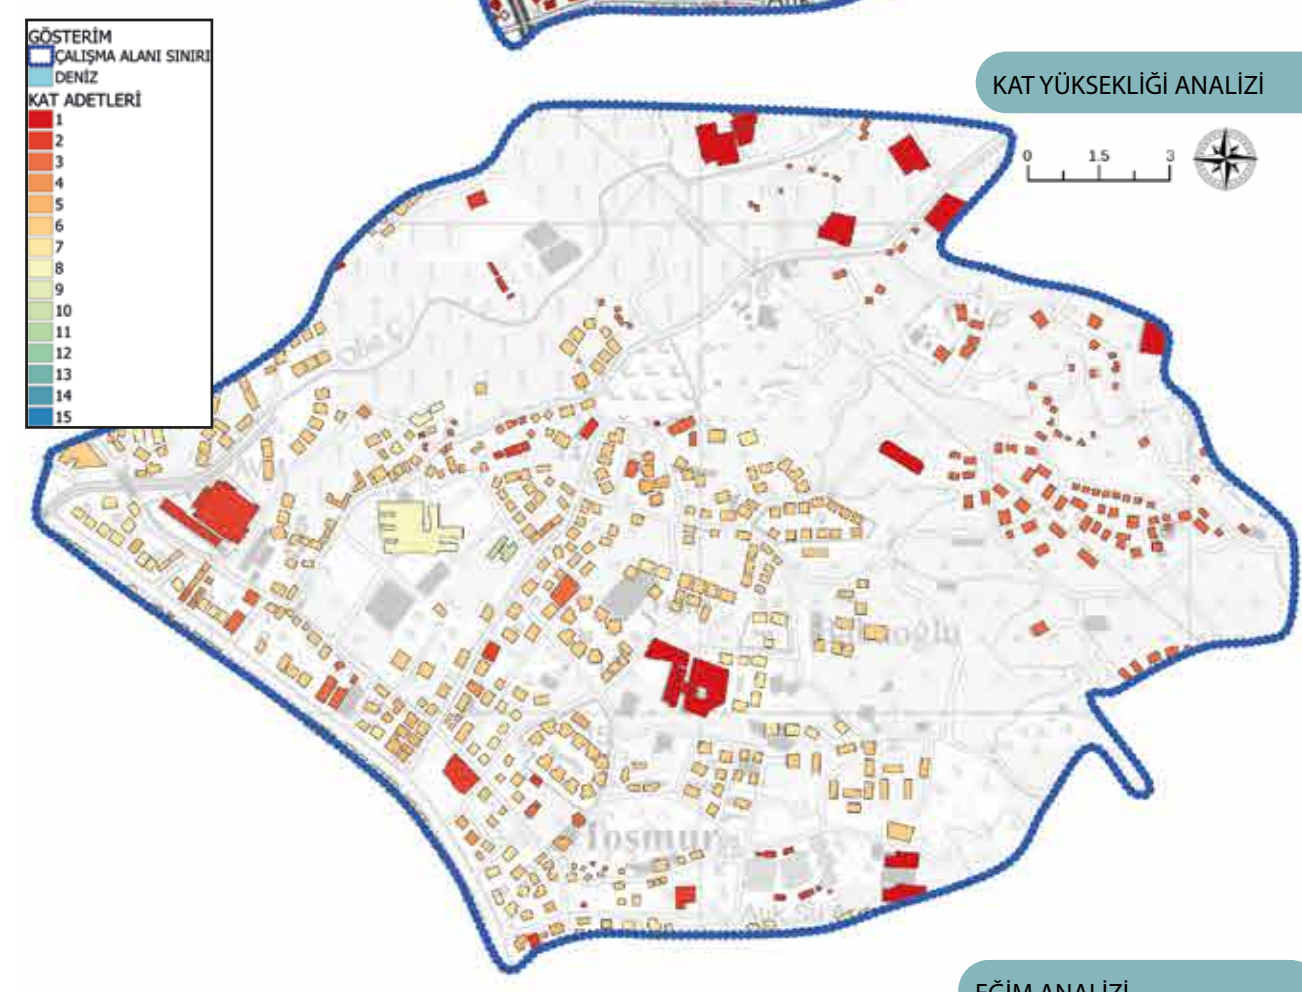 GÖSTERİM
ÇALIŞMA ALANI SINIRI
DENİZ
KAT ADETLERİ
1
2
3
4
5
6
7
8
9
10
11
12
13
14
15
KAT YÜKSEKLİĞİ ANALİZİ
0 1.5 3
Tosmur
EĞİM ANALİZİ